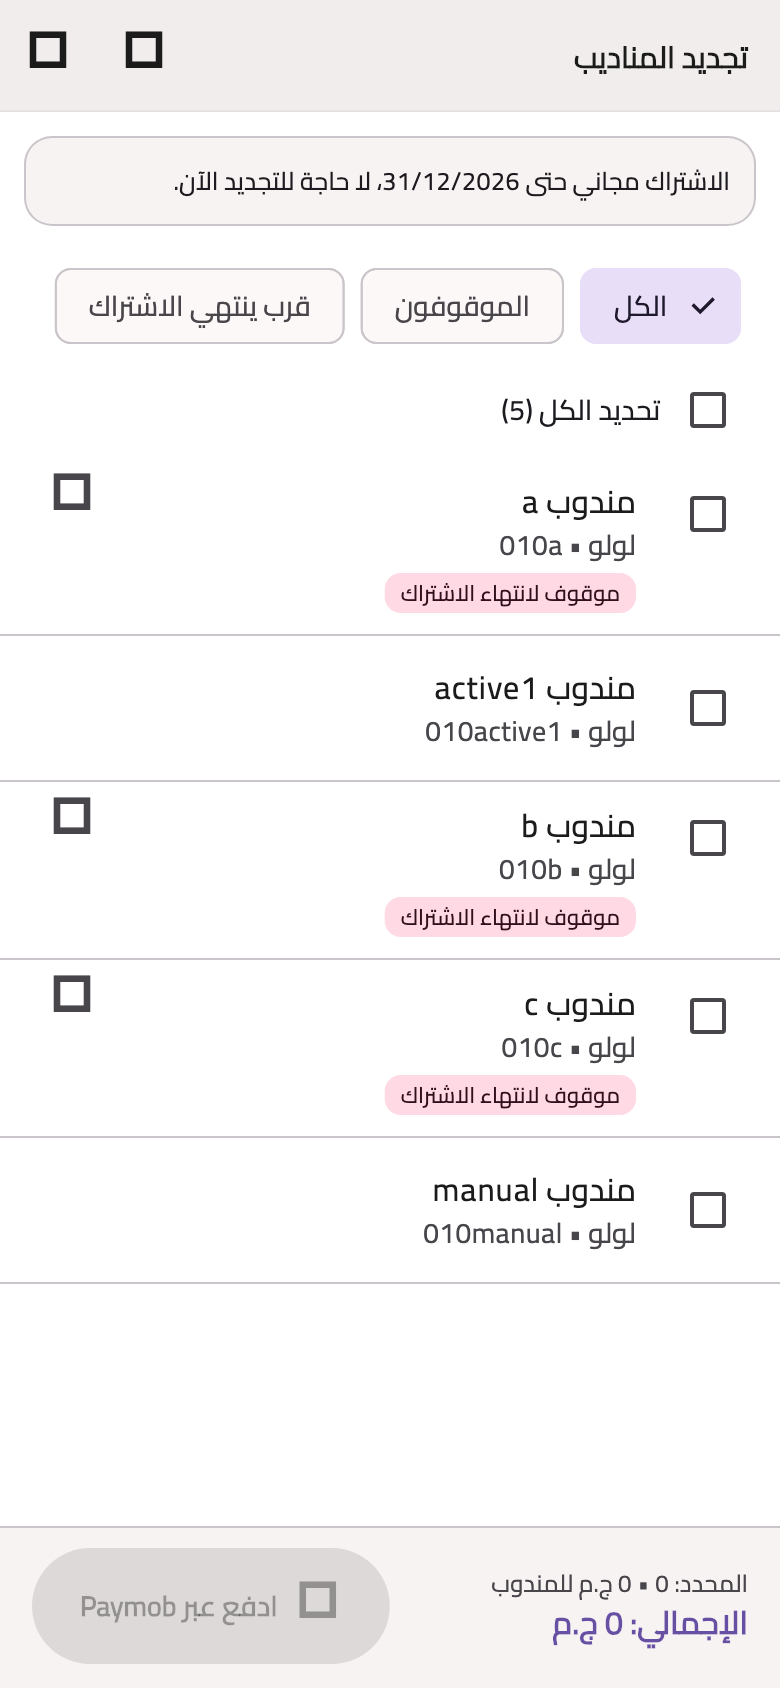 تجديد المناديب
الاشتراك مجاني حتى 31/12/2026، لا حاجة للتجديد الآن.
الكل
الموقوفون
قرب ينتهي الاشتراك
تحديد الكل (5)
مندوب a
لولو ▪ 010a
موقوف لانتهاء الاشتراك
مندوب active1
لولو ▪ 010active1
مندوب b
لولو ▪ 010b
موقوف لانتهاء الاشتراك
مندوب c
لولو ▪ 010c
موقوف لانتهاء الاشتراك
مندوب manual
لولو ▪ 010manual
المحدد: 0 ▪ 0 ج.م للمندوب
الإجمالي: 0 ج.م
ادفع عبر Paymob